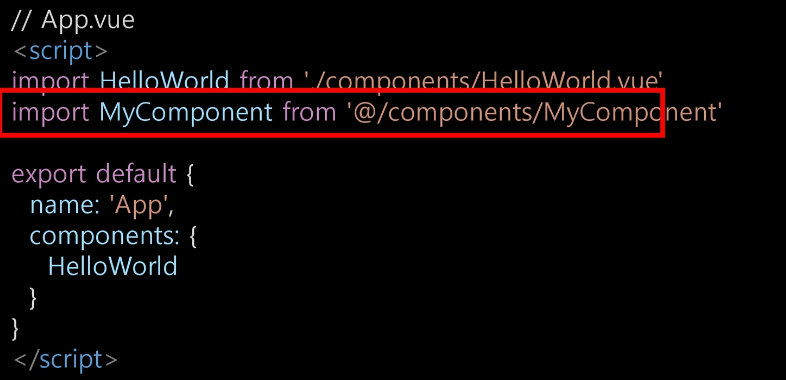 // App.vue
<script>
import HelloWorld from './components/HelloWorld.vue'
import MyComponent from '@/components/MyComponent'
export default {
name: 'App',
components: {
HelloWorld
}
}
</script>